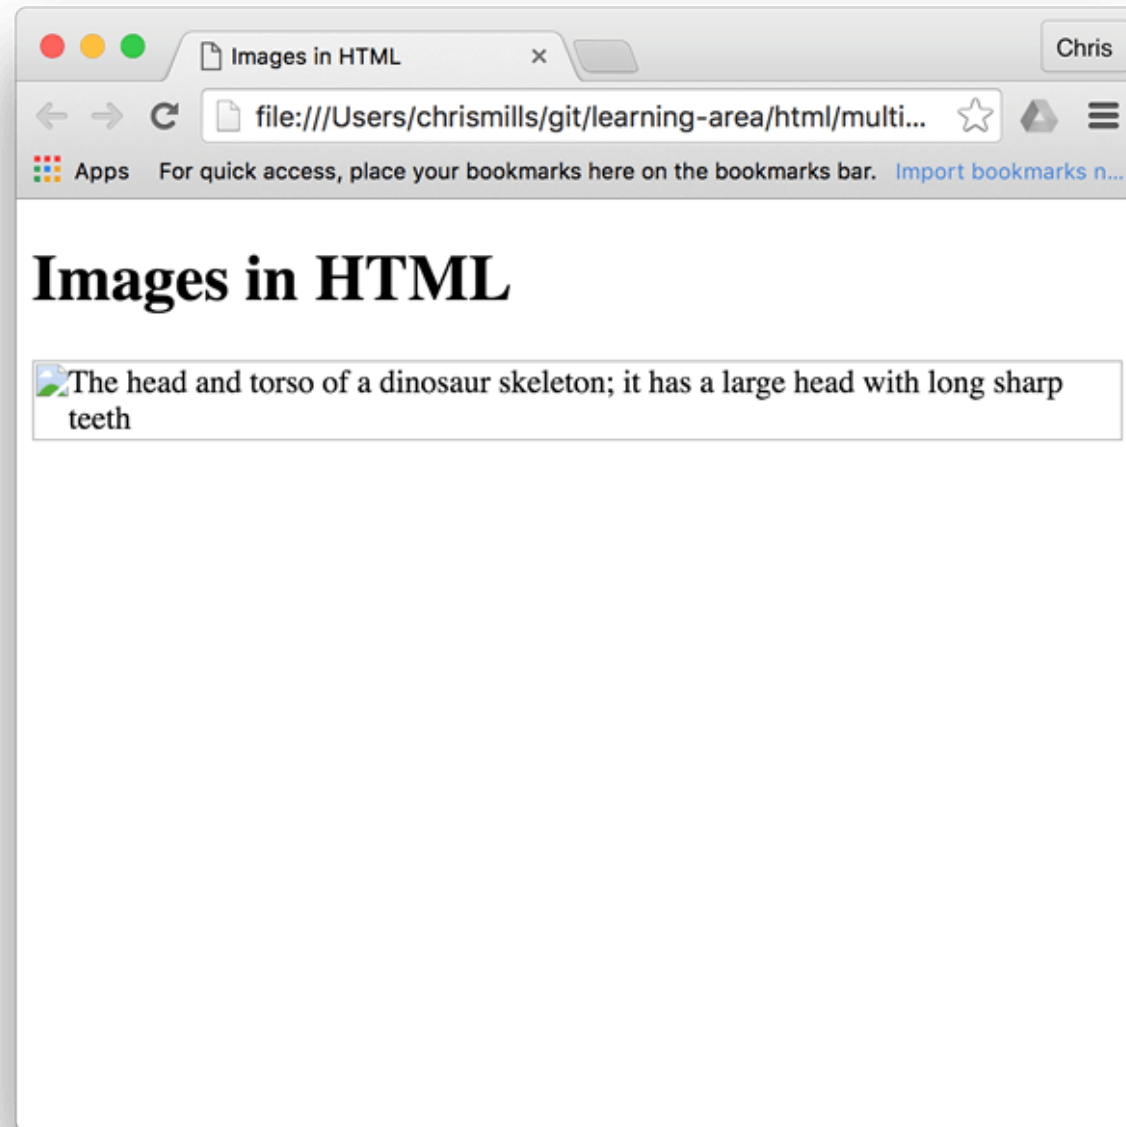 Images in HTML
Chris
file:///Users/chrismills/git/learning-area/html/multi...
Apps For quick access, place your bookmarks here on the bookmarks bar. Import bookmarks n...
Images in HTML
The head and torso of a dinosaur skeleton; it has a large head with long sharp
teeth